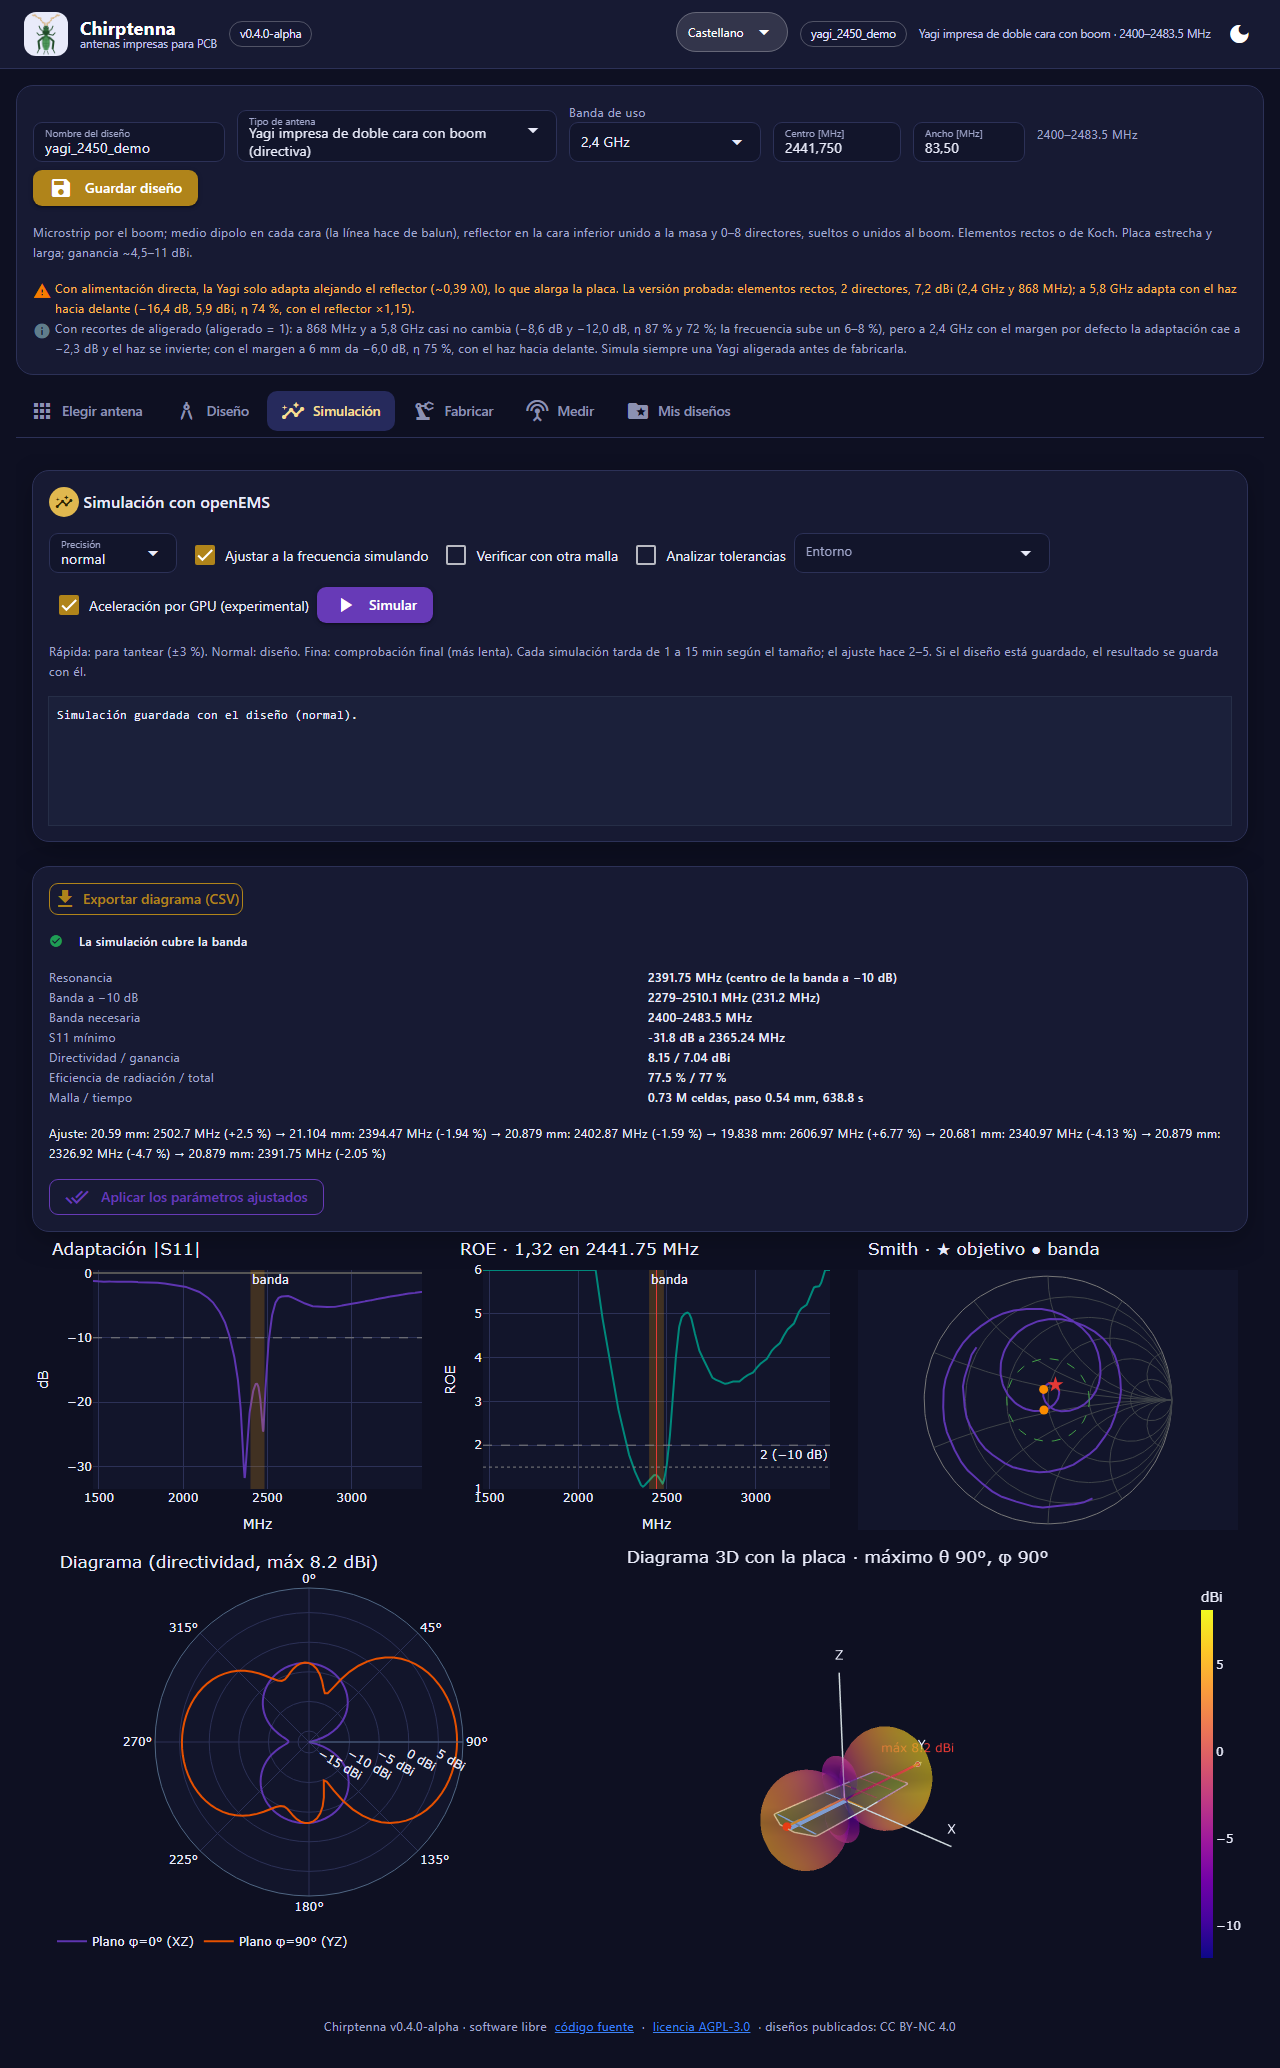 Chirptenna
antenas impresas para PCB
v0.4.0-alpha
Castellano
yagi_2450_demo
Yagi impresa de doble cara con boom · 2400–2483.5 MHz
Nombre del diseño
yagi_2450_demo
Tipo de antena
Yagi impresa de doble cara con boom
(directiva)
Banda de uso
2,4 GHz
Centro [MHz]
2441,750
Ancho [MHz]
83,50
2400–2483.5 MHz
Guardar diseño
Microstrip por el boom; medio dipolo en cada cara (la línea hace de balun), reflector en la cara inferior unido a la masa y 0–8 directores, sueltos o unidos al boom. Elementos rectos o de Koch. Placa estrecha y
larga; ganancia ~4,5–11 dBi.
Con alimentación directa, la Yagi solo adapta alejando el reflector (~0,39 λ0), lo que alarga la placa. La versión probada: elementos rectos, 2 directores, 7,2 dBi (2,4 GHz y 868 MHz); a 5,8 GHz adapta con el haz
hacia delante (−16,4 dB, 5,9 dBi, η 74 %, con el reflector ×1,15).
Con recortes de aligerado (aligerado = 1): a 868 MHz y a 5,8 GHz casi no cambia (−8,6 dB y −12,0 dB, η 87 % y 72 %; la frecuencia sube un 6–8 %), pero a 2,4 GHz con el margen por defecto la adaptación cae a
−2,3 dB y el haz se invierte; con el margen a 6 mm da −6,0 dB, η 75 %, con el haz hacia delante. Simula siempre una Yagi aligerada antes de fabricarla.
Elegir antena
Diseño
Simulación
Fabricar
Medir
Mis diseños
Simulación con openEMS
Precisión
normal
Ajustar a la frecuencia simulando
Verificar con otra malla
Analizar tolerancias
Entorno
Aceleración por GPU (experimental)
Simular
Rápida: para tantear (±3 %). Normal: diseño. Fina: comprobación final (más lenta). Cada simulación tarda de 1 a 15 min según el tamaño; el ajuste hace 2–5. Si el diseño está guardado, el resultado se guarda
con él.
Simulación guardada con el diseño (normal).
Exportar diagrama (CSV)
La simulación cubre la banda
Resonancia
2391.75 MHz (centro de la banda a −10 dB)
Banda a −10 dB
2279–2510.1 MHz (231.2 MHz)
Banda necesaria
2400–2483.5 MHz
S11 mínimo
-31.8 dB a 2365.24 MHz
Directividad / ganancia
8.15 / 7.04 dBi
Eficiencia de radiación / total
77.5 % / 77 %
Malla / tiempo
0.73 M celdas, paso 0.54 mm, 638.8 s
Ajuste: 20.59 mm: 2502.7 MHz (+2.5 %) → 21.104 mm: 2394.47 MHz (-1.94 %) → 20.879 mm: 2402.87 MHz (-1.59 %) → 19.838 mm: 2606.97 MHz (+6.77 %) → 20.681 mm: 2340.97 MHz (-4.13 %) → 20.879 mm:
2326.92 MHz (-4.7 %) → 20.879 mm: 2391.75 MHz (-2.05 %)
Aplicar los parámetros ajustados
Adaptación |S11|
0
−10
−20
−30
dB
banda
1500
2000
2500
3000
MHz
ROE · 1,32 en 2441.75 MHz
6
5
4
3
2
1
ROE
banda
2 (−10 dB)
1500
2000
2500
3000
MHz
Smith · ★ objetivo ● banda
Diagrama (directividad, máx 8.2 dBi)
0°
45°
90°
135°
180°
225°
270°
315°
−15 dBi
−10 dBi
−5 dBi
0 dBi
5 dBi
Plano φ=0° (XZ)
Plano φ=90° (YZ)
Diagrama 3D con la placa · máximo θ 90°, φ 90°
Z
Y
X
máx 8.2 dBi
dBi
5
0
−5
−10
Chirptenna v0.4.0-alpha · software libre código fuente · licencia AGPL-3.0 · diseños publicados: CC BY-NC 4.0